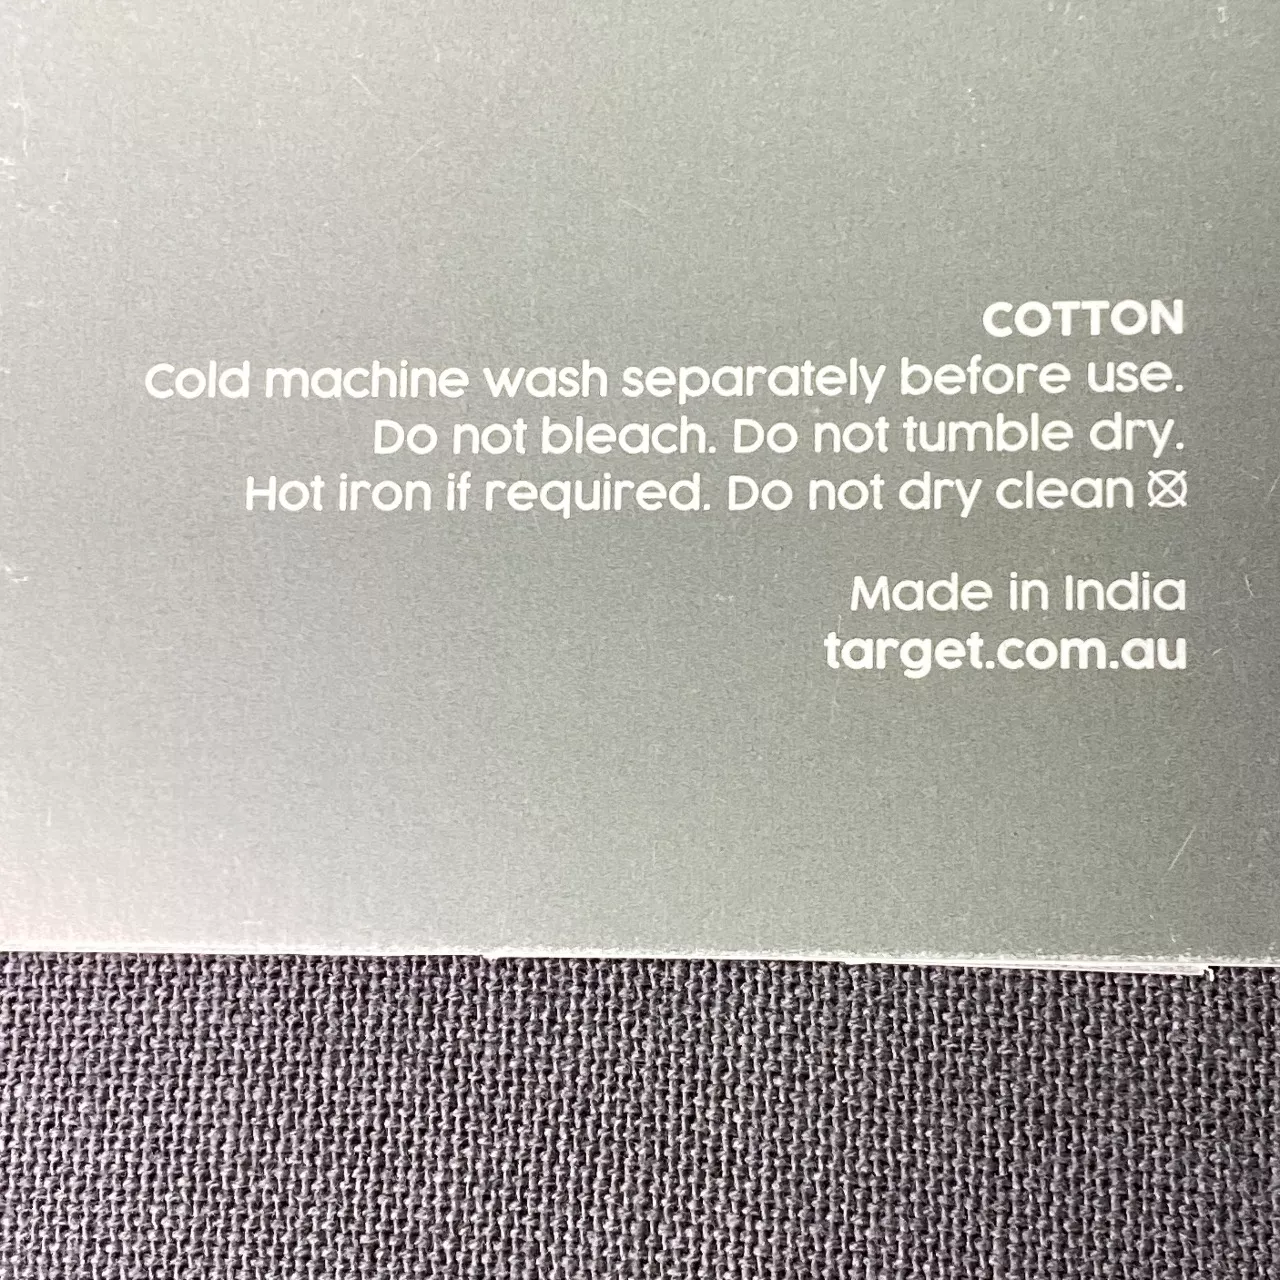 COTTON
Cold machine wash separately before use.
Do not bleach. Do not tumble dry.
Hot iron if required. Do not dry clean
Made in India
target.com.au